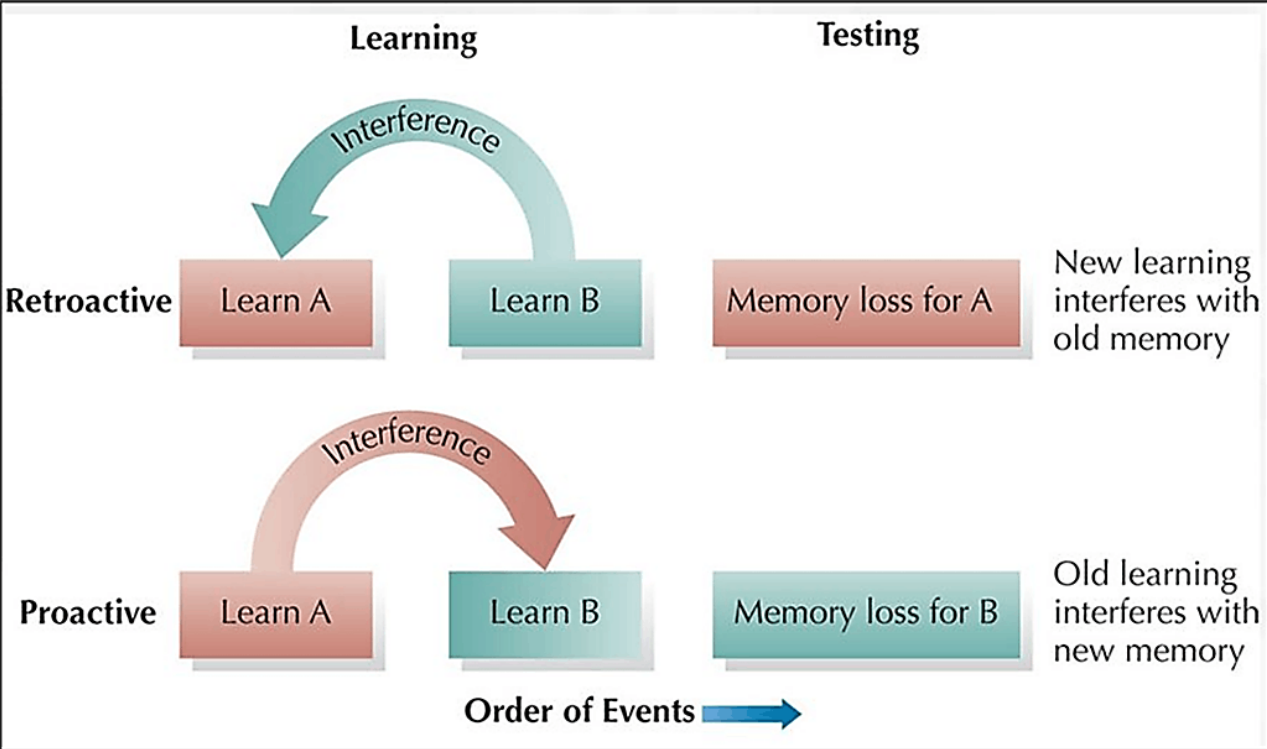 Learning
Testing
Interference
Retroactive
Learn A
Learn B
Memory loss for A
New learning
interferes with
old memory
Interference
Proactive
Learn A
Learn B
Memory loss for B
Old learning
interferes with
new memory
Order of Events